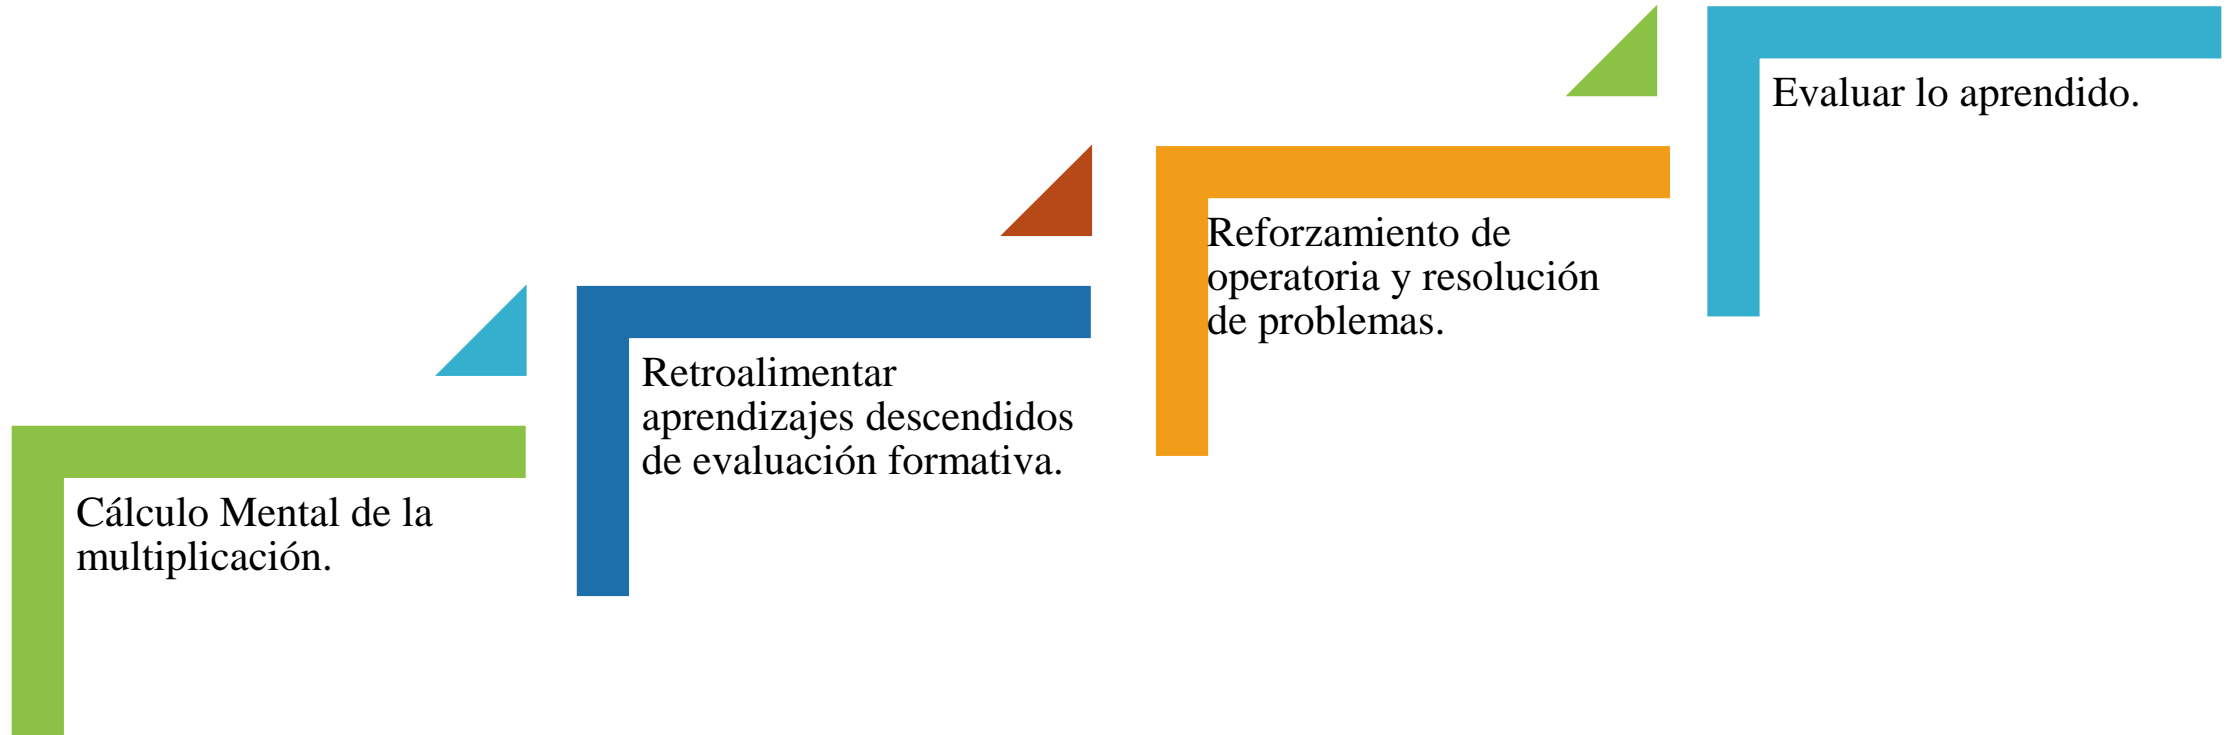 Cálculo Mental de la
multiplicación.
Retroalimentar
aprendizajes descendidos
de evaluación formativa.
Reforzamiento de
operatoria y resolución
de problemas.
Evaluar lo aprendido.